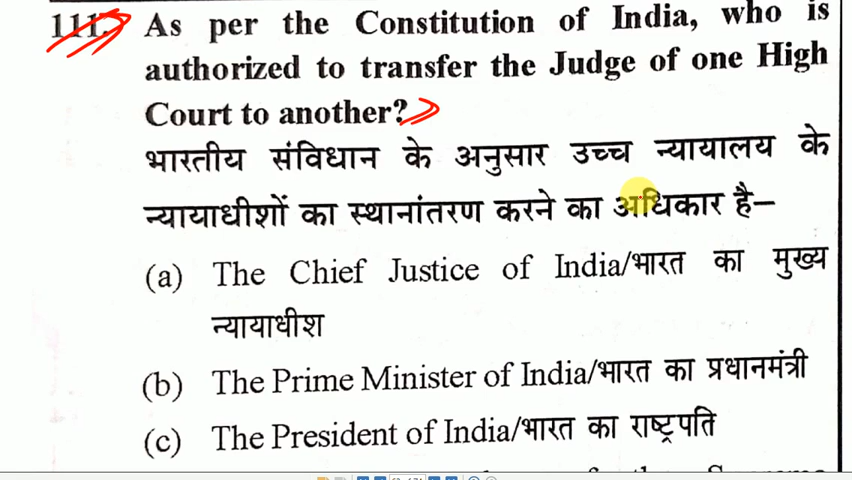 111. As per the Constitution of India, who is
authorized to transfer the Judge of one High
Court to another?
भारतीय संविधान के अनुसार उच्च न्यायालय के
न्यायाधीशों का स्थानांतरण करने का अधिकार है–
(a) The Chief Justice of India/भारत का मुख्य
न्यायाधीश
(b) The Prime Minister of India/भारत का प्रधानमंत्री
(c) The President of India/भारत का राष्ट्रपति